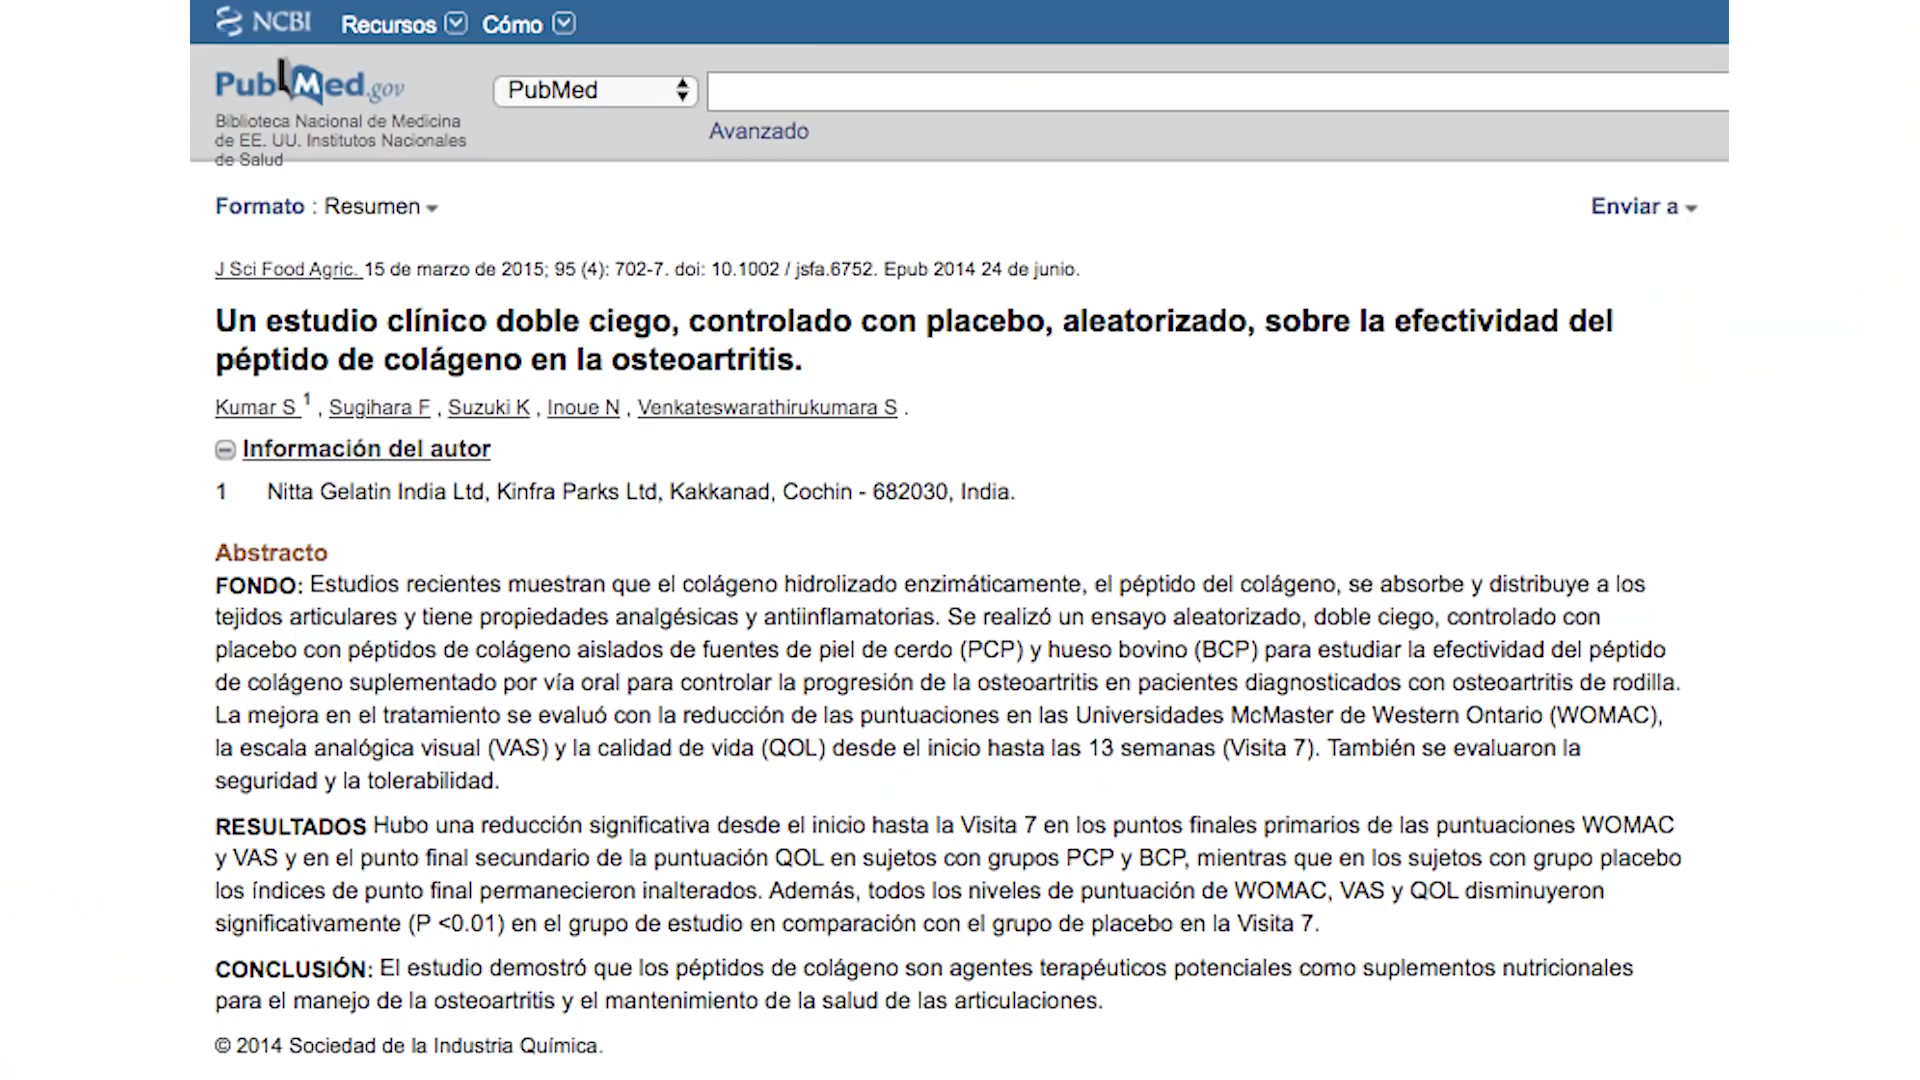 NCBI Recursos Cómo
PubMed.gov
PubMed
Biblioteca Nacional de Medicina
de EE. UU. Institutos Nacionales
de Salud
Avanzado
Formato : Resumen
Enviar a
J Sci Food Agric. 15 de marzo de 2015; 95 (4): 702-7. doi: 10.1002 / jsfa.6752. Epub 2014 24 de junio.
Un estudio clínico doble ciego, controlado con placebo, aleatorizado, sobre la efectividad del
péptido de colágeno en la osteoartritis.
Kumar S 1 , Sugihara F , Suzuki K , Inoue N , Venkateswarathirukumara S .
Información del autor
1 Nitta Gelatin India Ltd, Kinfra Parks Ltd, Kakkanad, Cochin - 682030, India.
Abstracto
FONDO: Estudios recientes muestran que el colágeno hidrolizado enzimáticamente, el péptido del colágeno, se absorbe y distribuye a los
tejidos articulares y tiene propiedades analgésicas y antiinflamatorias. Se realizó un ensayo aleatorizado, doble ciego, controlado con
placebo con péptidos de colágeno aislados de fuentes de piel de cerdo (PCP) y hueso bovino (BCP) para estudiar la efectividad del péptido
de colágeno suplementado por vía oral para controlar la progresión de la osteoartritis en pacientes diagnosticados con osteoartritis de rodilla.
La mejora en el tratamiento se evaluó con la reducción de las puntuaciones en las Universidades McMaster de Western Ontario (WOMAC),
la escala analógica visual (VAS) y la calidad de vida (QOL) desde el inicio hasta las 13 semanas (Visita 7). También se evaluaron la
seguridad y la tolerabilidad.
RESULTADOS Hubo una reducción significativa desde el inicio hasta la Visita 7 en los puntos finales primarios de las puntuaciones WOMAC
y VAS y en el punto final secundario de la puntuación QOL en sujetos con grupos PCP y BCP, mientras que en los sujetos con grupo placebo
los índices de punto final permanecieron inalterados. Además, todos los niveles de puntuación de WOMAC, VAS y QOL disminuyeron
significativamente (P <0.01) en el grupo de estudio en comparación con el grupo de placebo en la Visita 7.
CONCLUSIÓN: El estudio demostró que los péptidos de colágeno son agentes terapéuticos potenciales como suplementos nutricionales
para el manejo de la osteoartritis y el mantenimiento de la salud de las articulaciones.
© 2014 Sociedad de la Industria Química.